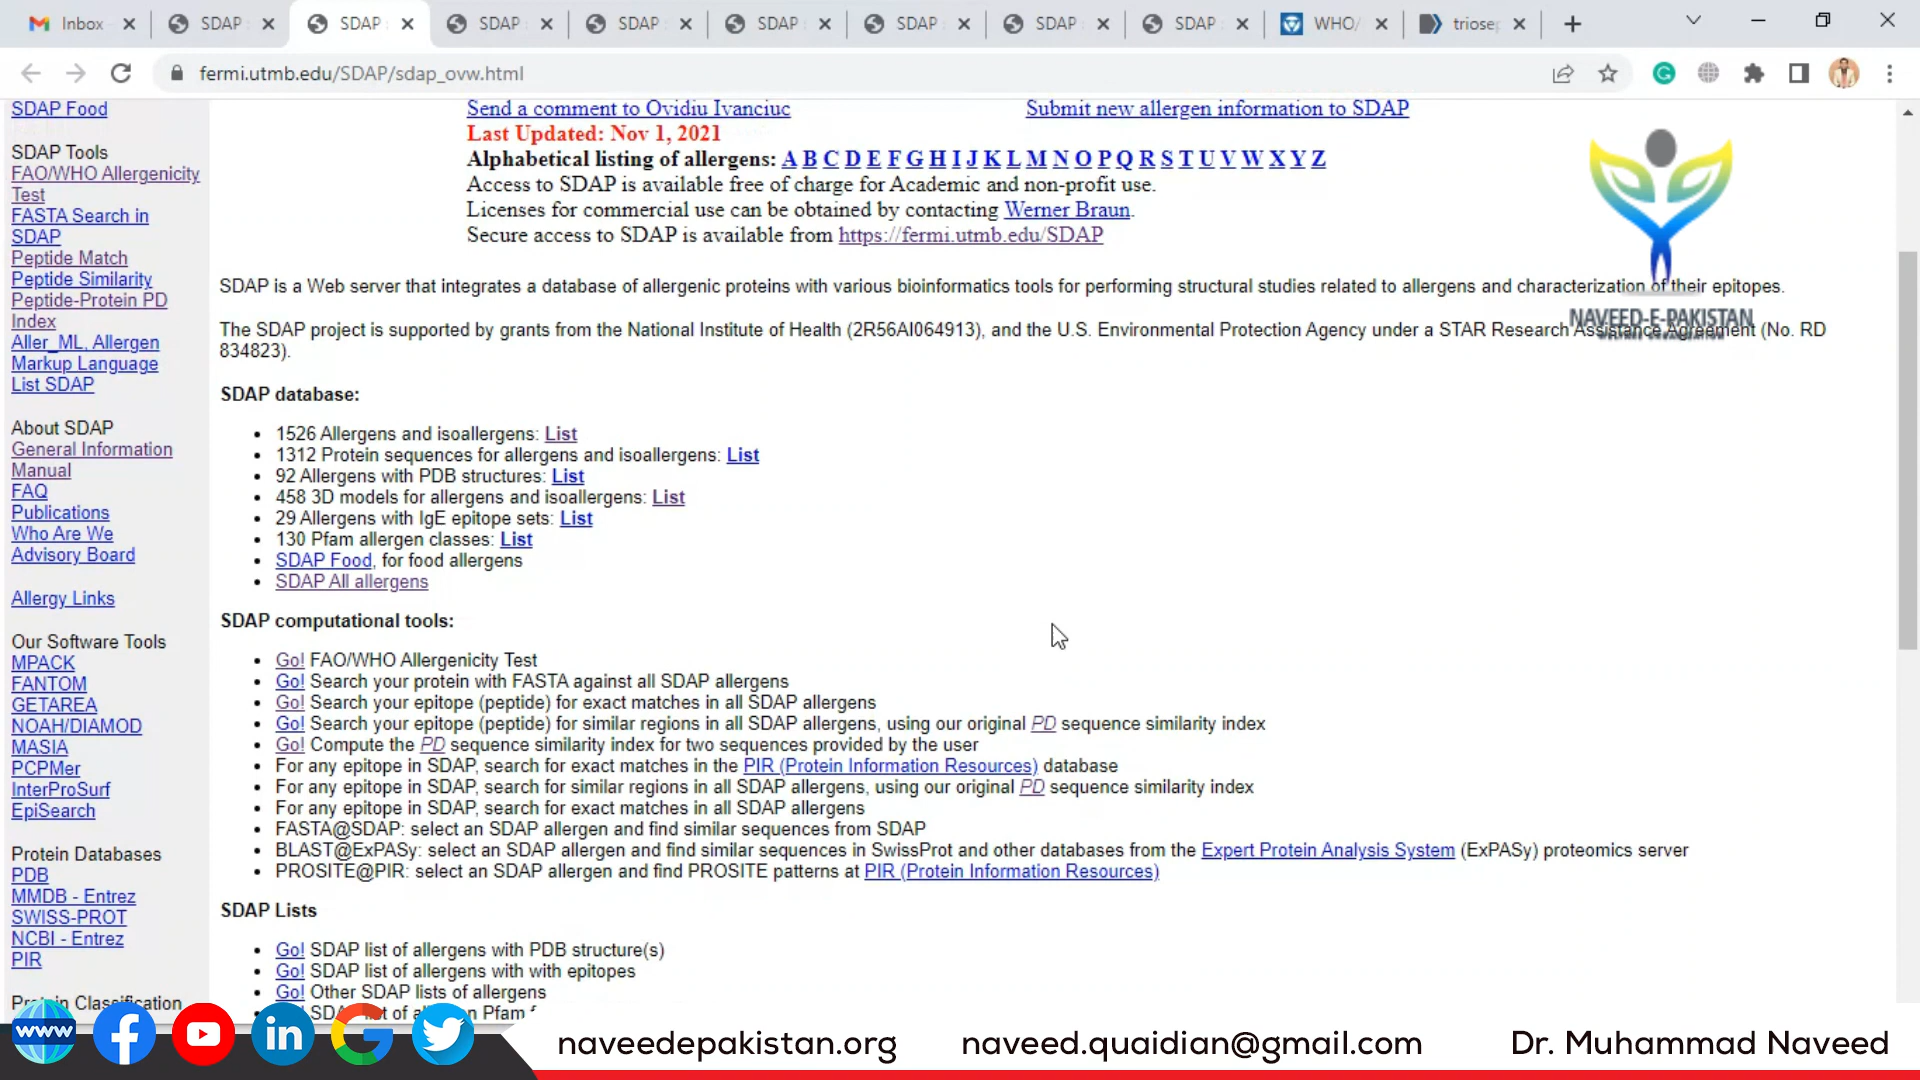 Inbox
SDAP
SDAP
SDAP
SDAP
SDAP
SDAP
SDAP
SDAP
WHO/
triose
fermi.utmb.edu/SDAP/sdap_ovw.html
SDAP Food
SDAP Tools
FAO/WHO Allergenicity
Test
FASTA Search in
SDAP
Peptide Match
Peptide Similarity
Peptide-Protein PD
Index
Aller_ML, Allergen
Markup Language
List SDAP
About SDAP
General Information
Manual
FAQ
Publications
Who Are We
Advisory Board
Allergy Links
Our Software Tools
MPACK
FANTOM
GETAREA
NOAH/DIAMOD
MASIA
PCPMer
InterProSurf
EpiSearch
Protein Databases
PDB
MMDB - Entrez
SWISS-PROT
NCBI - Entrez
PIR
Protein Classification
Send a comment to Ovidiu Ivanciuc
Submit new allergen information to SDAP
Last Updated: Nov 1, 2021
Alphabetical listing of allergens: A B C D E F G H I J K L M N O P Q R S T U V W X Y Z
Access to SDAP is available free of charge for Academic and non-profit use.
Licenses for commercial use can be obtained by contacting Werner Braun.
Secure access to SDAP is available from https://fermi.utmb.edu/SDAP
SDAP is a Web server that integrates a database of allergenic proteins with various bioinformatics tools for performing structural studies related to allergens and characterization of their epitopes.
NAVEED-E-PAKISTAN
The SDAP project is supported by grants from the National Institute of Health (2R56AI064913), and the U.S. Environmental Protection Agency under a STAR Research Assistance Agreement (No. RD
834823).
SDAP database:
• 1526 Allergens and isoallergens: List
• 1312 Protein sequences for allergens and isoallergens: List
• 92 Allergens with PDB structures: List
• 458 3D models for allergens and isoallergens: List
• 29 Allergens with IgE epitope sets: List
• 130 Pfam allergen classes: List
• SDAP Food, for food allergens
• SDAP All allergens
SDAP computational tools:
• Go! FAO/WHO Allergenicity Test
• Go! Search your protein with FASTA against all SDAP allergens
• Go! Search your epitope (peptide) for exact matches in all SDAP allergens
• Go! Search your epitope (peptide) for similar regions in all SDAP allergens, using our original PD sequence similarity index
• Go! Compute the PD sequence similarity index for two sequences provided by the user
• For any epitope in SDAP, search for exact matches in the PIR (Protein Information Resources) database
• For any epitope in SDAP, search for similar regions in all SDAP allergens, using our original PD sequence similarity index
• For any epitope in SDAP, search for exact matches in all SDAP allergens
• FASTA@SDAP: select an SDAP allergen and find similar sequences from SDAP
• BLAST@ExPASy: select an SDAP allergen and find similar sequences in SwissProt and other databases from the Expert Protein Analysis System (ExPASy) proteomics server
• PROSITE@PIR: select an SDAP allergen and find PROSITE patterns at PIR (Protein Information Resources)
SDAP Lists
• Go! SDAP list of allergens with PDB structure(s)
• Go! SDAP list of allergens with with epitopes
• Go! Other SDAP lists of allergens
Pfam
www
naveedepakistan.org
naveed.quaidian@gmail.com
Dr. Muhammad Naveed